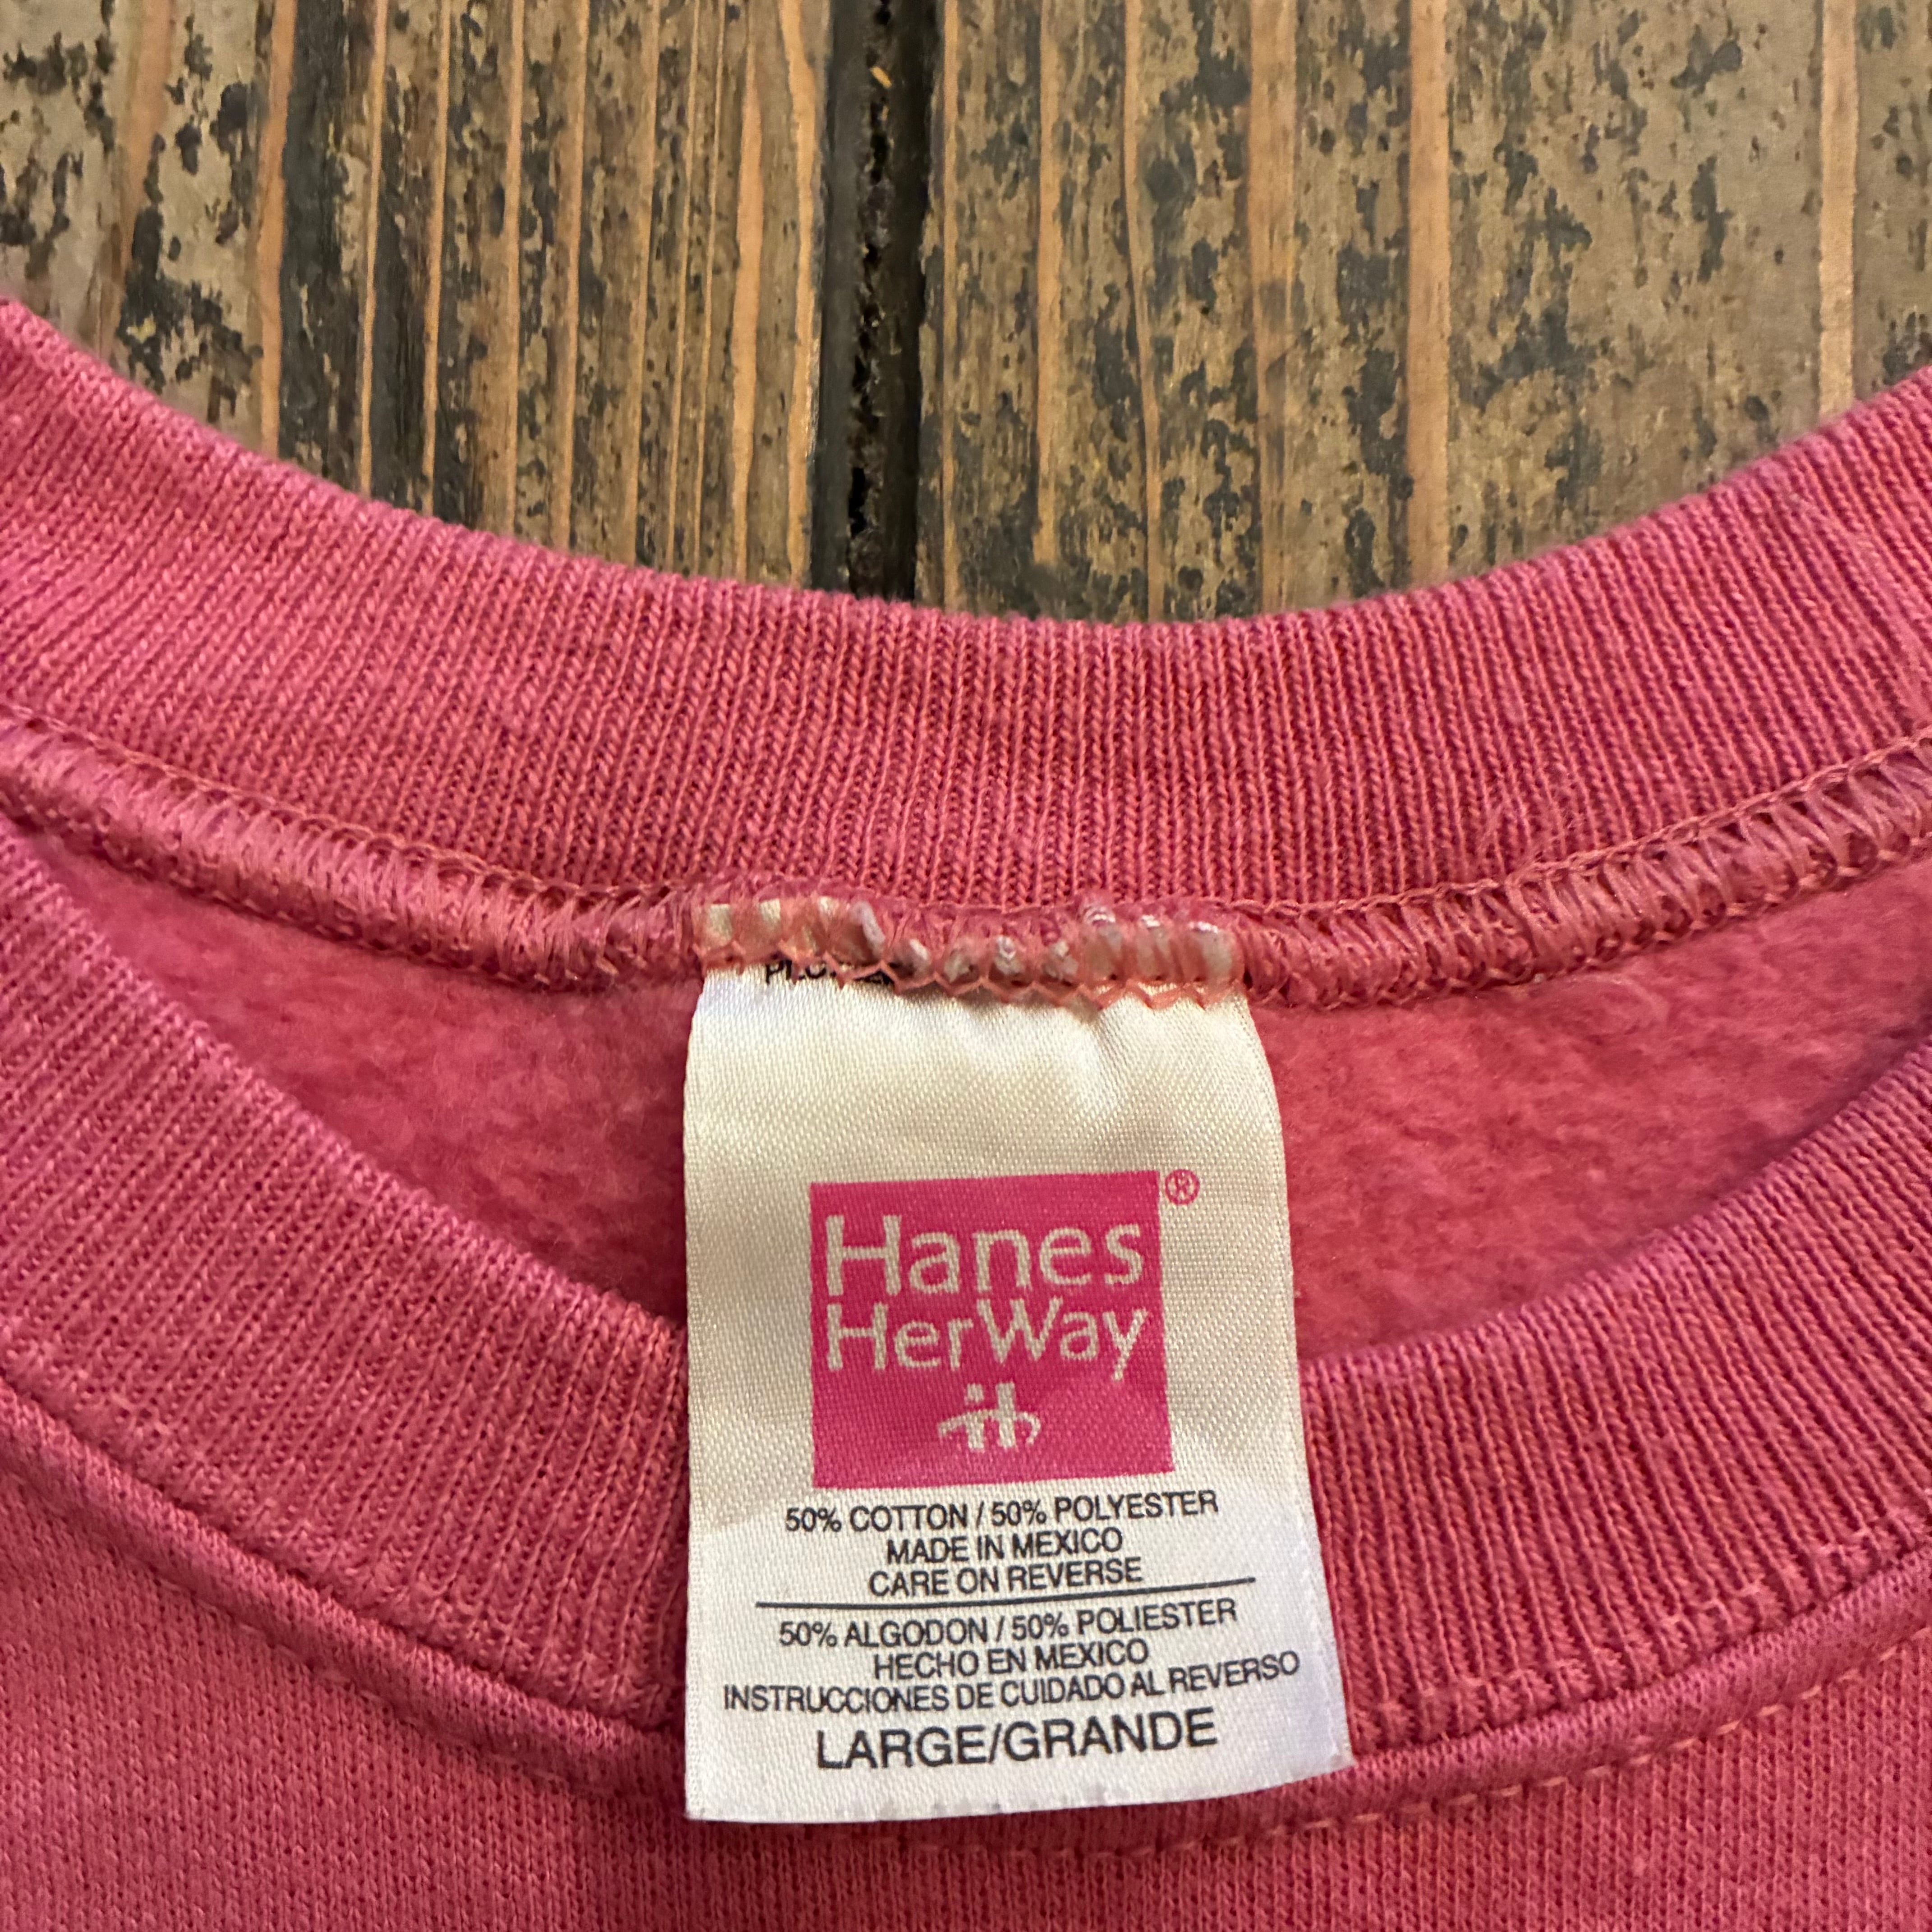 Hanes®
HerWay
50% COTTON / 50% POLYESTER
MADE IN MEXICO
CARE ON REVERSE
50% ALGODON / 50% POLIESTER
HECHO EN MEXICO
INSTRUCCIONES DE CUIDADO AL REVERSO
LARGE/GRANDE